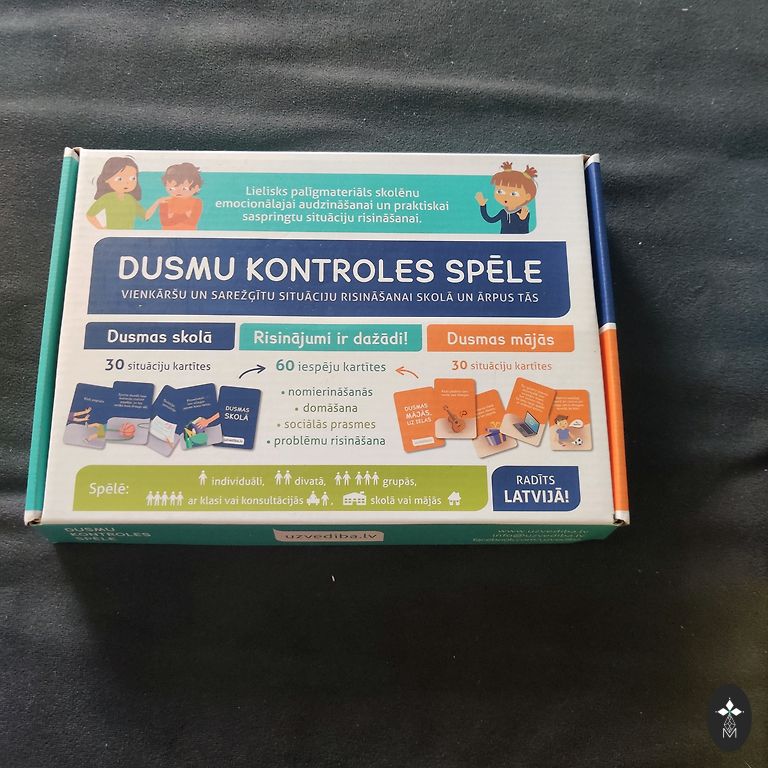 Lielisks palīgmateriāls skolēnu
emocionālajai audzināšanai un praktiskai
saspringtu situāciju risināšanai.
DUSMU KONTROLES SPĒLE
VIENKĀRŠU UN SAREŽĢĪTU SITUĀCIJU RISINĀŠANAI SKOLĀ UN ĀRPUS TĀS
Dusmas skolā
Risinājumi ir dažādi!
Dusmas mājās
30 situāciju kartītes
60 iespēju kartītes
30 situāciju kartītes
• nomierināšanās
• domāšana
• sociālās prasmes
• problēmu risināšana
DUSMAS
SKOLĀ
DUSMAS
MĀJĀS,
UZ IELAS
Spēlē:
individuāli, divatā, grupās,
ar klasi vai konsultācijās, skolā vai mājās
RADĪTS
LATVIJĀ!
DUSMU
KONTROLES
SPĒLE
uzvediba.lv
www.uzvediba.lv
info@uzvediba.lv
M